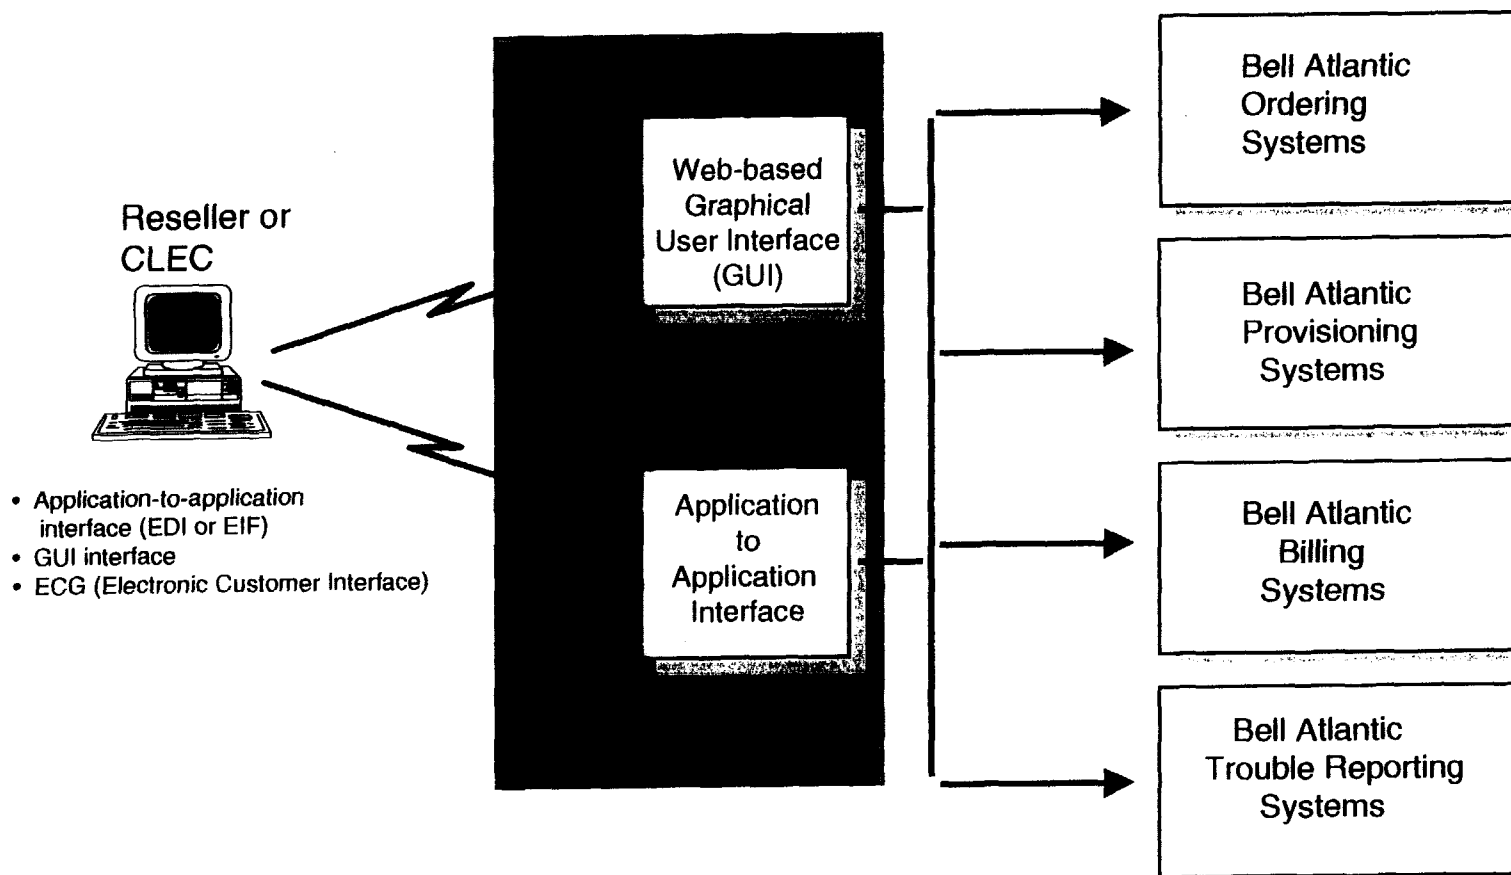 Reseller or
CLEC
• Application-to-application
interface (EDI or EIF)
• GUI interface
• ECG (Electronic Customer Interface)
Web-based
Graphical
User Interface
(GUI)
Application
to
Application
Interface
Bell Atlantic
Ordering
Systems
Bell Atlantic
Provisioning
Systems
Bell Atlantic
Billing
Systems
Bell Atlantic
Trouble Reporting
Systems